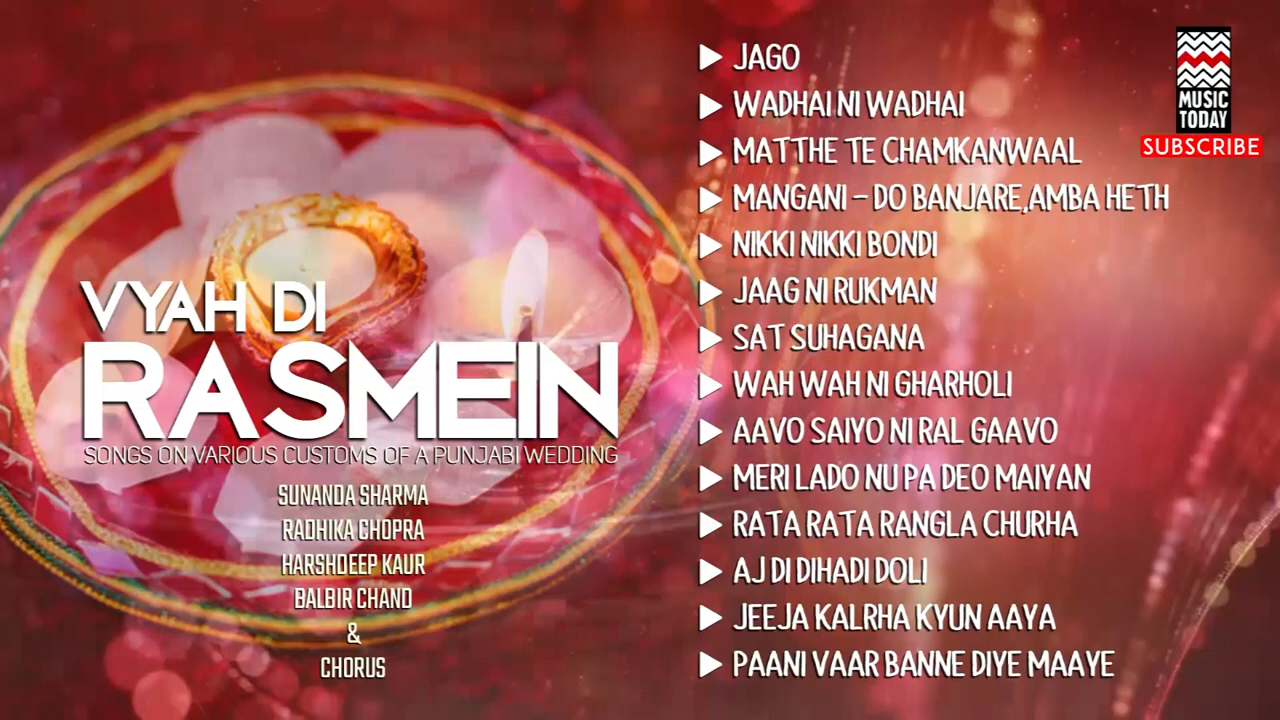 VYAH DI
RASMEIN
SONGS ON VARIOUS CUSTOMS OF A PUNJABI WEDDING
SUNANDA SHARMA
RADHIKA CHOPRA
HARSHDEEP KAUR
BALBIR CHAND
&
CHORUS
JAGO
WADHAI NI WADHAI
MATTHE TE CHAMKANWAAL
MANGANI - DO BANJARE,AMBA HETH
NIKKI NIKKI BONDI
JAAG NI RUKMAN
SAT SUHAGANA
WAH WAH NI GHARHOLI
AAVO SAIYO NI RAL GAAVO
MERI LADO NU PA DEO MAIYAN
RATA RATA RANGLA CHURHA
AJ DI DIHADI DOLI
JEEJA KALRHA KYUN AAYA
PAANI VAAR BANNE DIYE MAAYE
MUSIC
TODAY
SUBSCRIBE